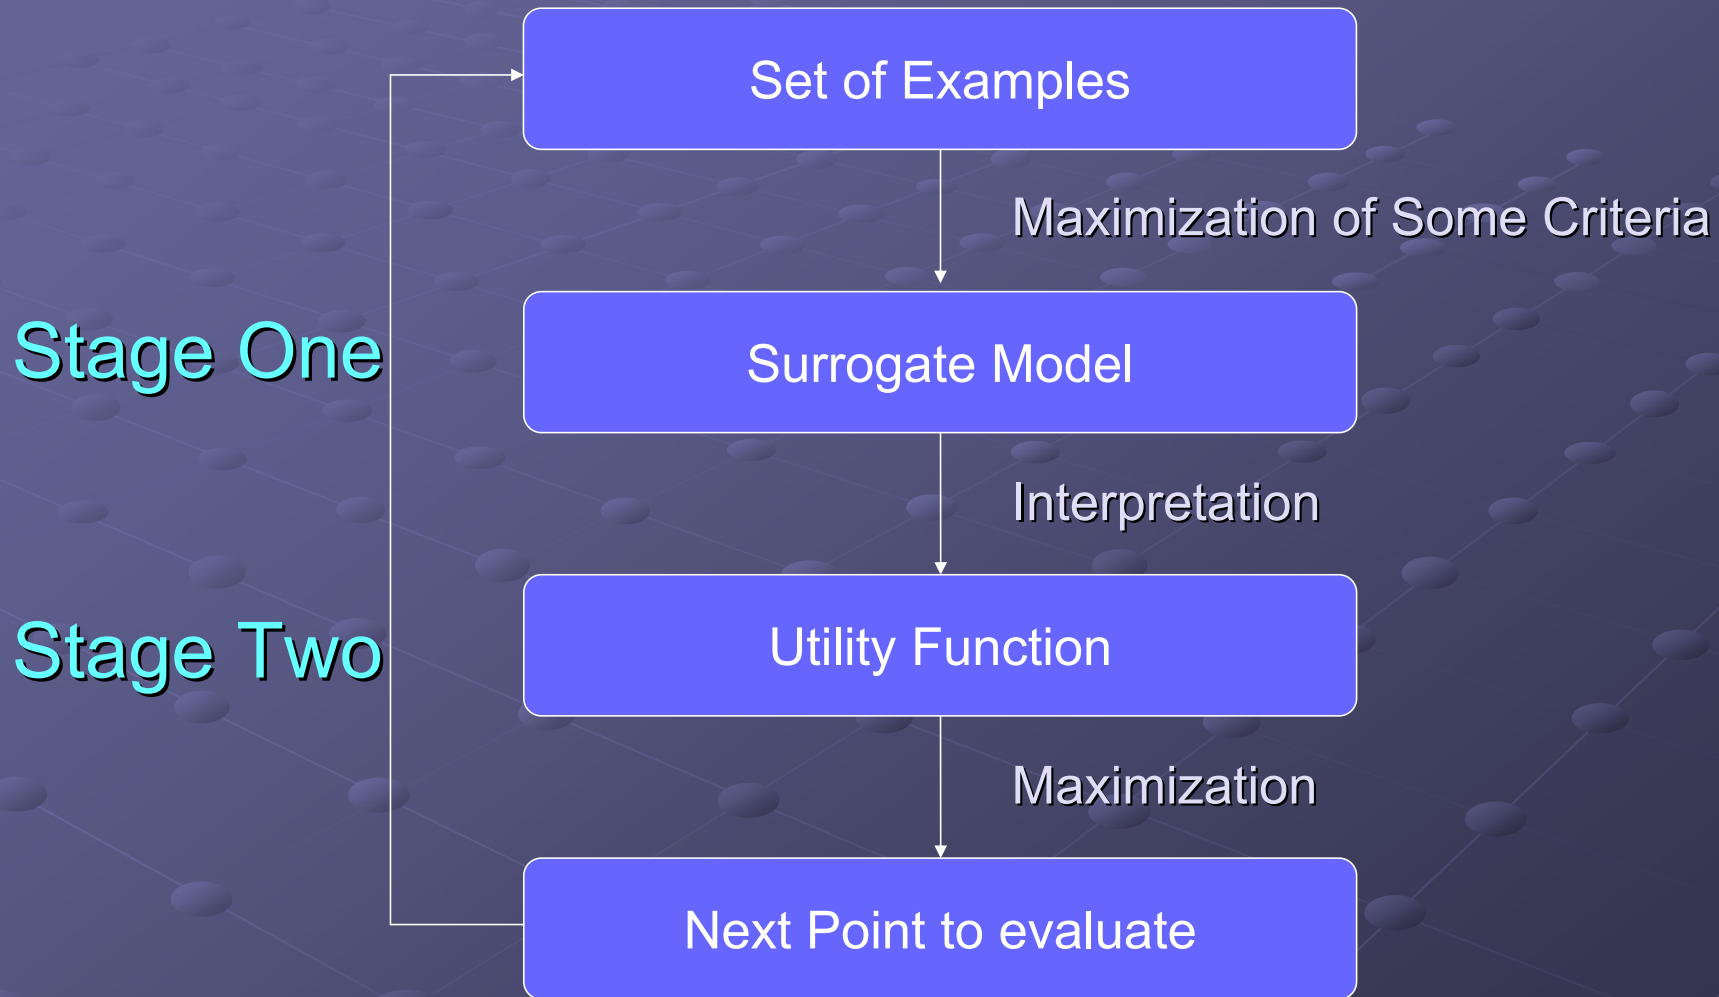 Set of Examples
Maximization of Some Criteria
Stage One
Surrogate Model
Interpretation
Stage Two
Utility Function
Maximization
Next Point to evaluate